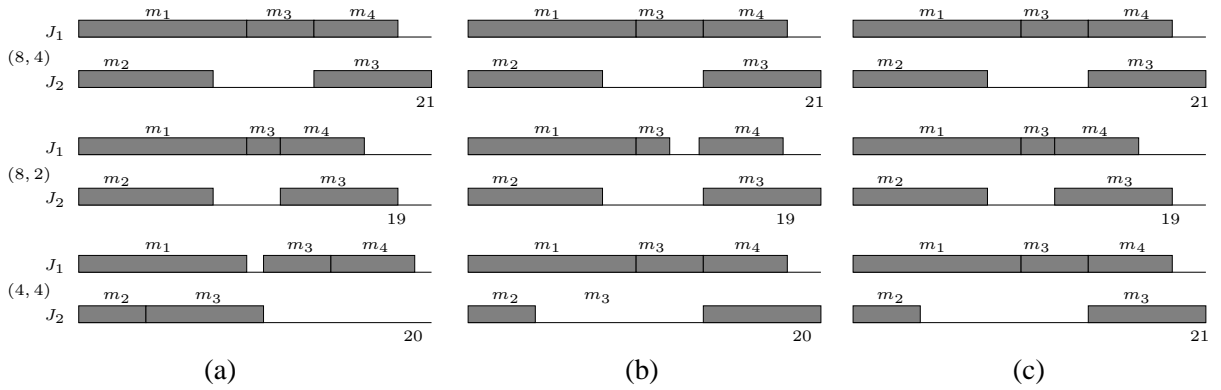 m1 m3 m4 m1 m3 m4 m1 m3 m4
J1
(8, 4) m2 m3 m2 m3 m2 m3
J2
21 21 21
m1 m3 m4 m1 m3 m4 m1 m3 m4
J1
(8, 2) m2 m3 m2 m3 m2 m3
J2
19 19 19
m1 m3 m4 m1 m3 m4 m1 m3 m4
J1
(4, 4) m2 m3 m2 m3 m2 m3
J2
20 20 21
(a) (b) (c)